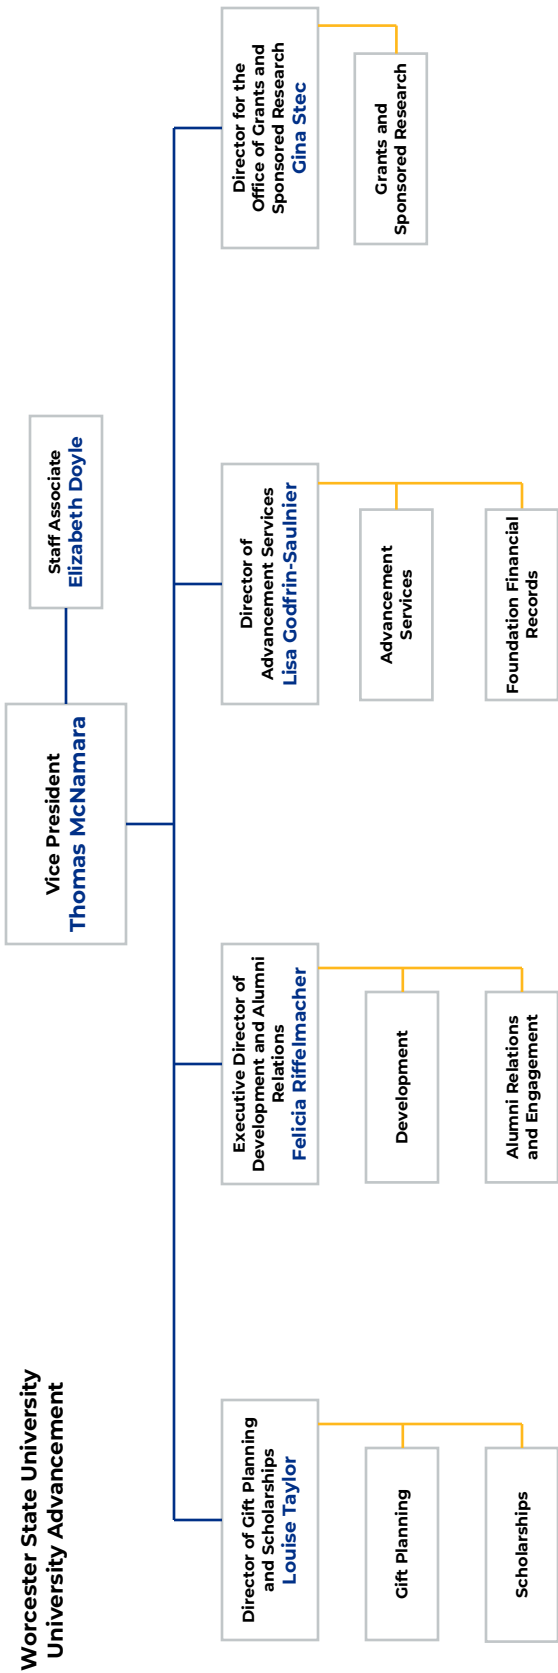 Worcester State University
University Advancement
Vice President
Thomas McNamara
Staff Associate
Elizabeth Doyle
Director of Gift Planning
and Scholarships
Louise Taylor
Gift Planning
Scholarships
Executive Director of
Development and Alumni
Relations
Felicia Riffelmacher
Development
Alumni Relations
and Engagement
Director of
Advancement Services
Lisa Godfrin-Saulnier
Advancement
Services
Foundation Financial
Records
Director for the
Office of Grants and
Sponsored Research
Gina Stec
Grants and
Sponsored Research